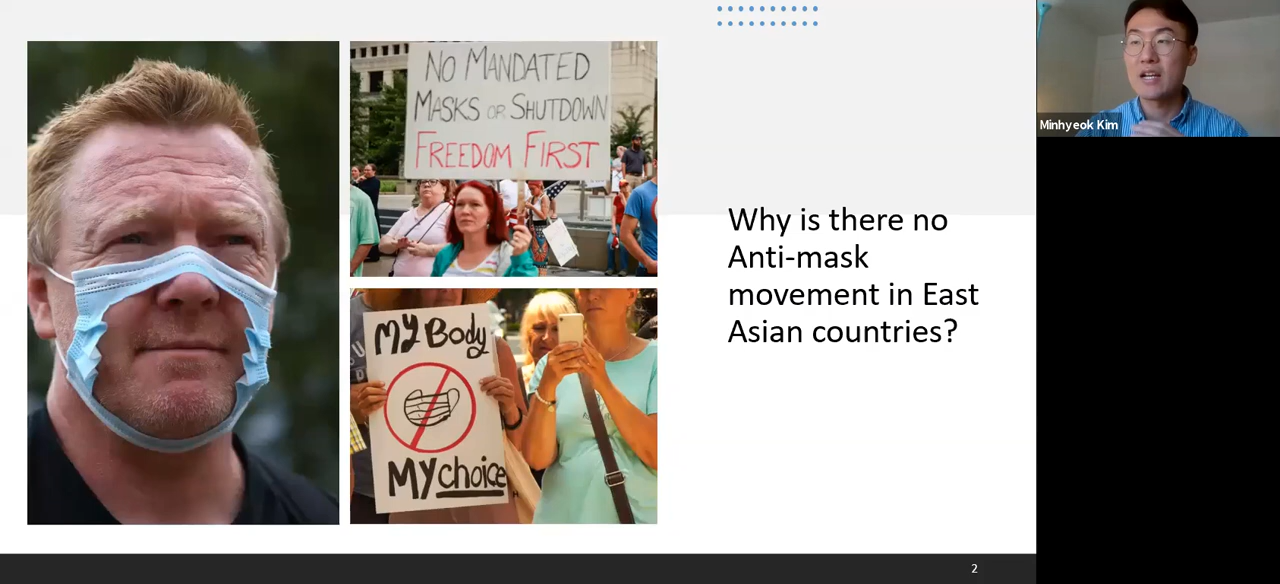 NO MANDATED
MASKS OR SHUTDOWN
FREEDOM FIRST
MY Body
MY choice
Why is there no
Anti-mask
movement in East
Asian countries?
2
Minhyeok Kim